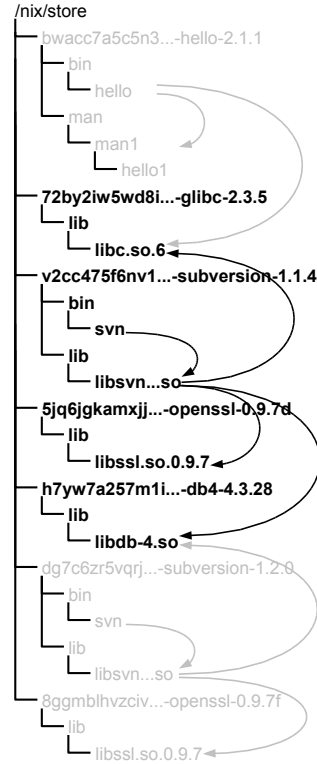 /nix/store
bwacc7a5c5n3...-hello-2.1.1
bin
hello
man
man1
hello1
72by2iw5wd8i...-glibc-2.3.5
lib
libc.so.6
v2cc475f6nv1...-subversion-1.1.4
bin
svn
lib
libsvn...so
5jq6jgkamxjj...-openssl-0.9.7d
lib
libssl.so.0.9.7
h7yw7a257m1i...-db4-4.3.28
lib
libdb-4.so
dg7c6zr5vqrj...-subversion-1.2.0
bin
svn
lib
libsvn...so
8ggmblhvzciv...-openssl-0.9.7f
lib
libssl.so.0.9.7